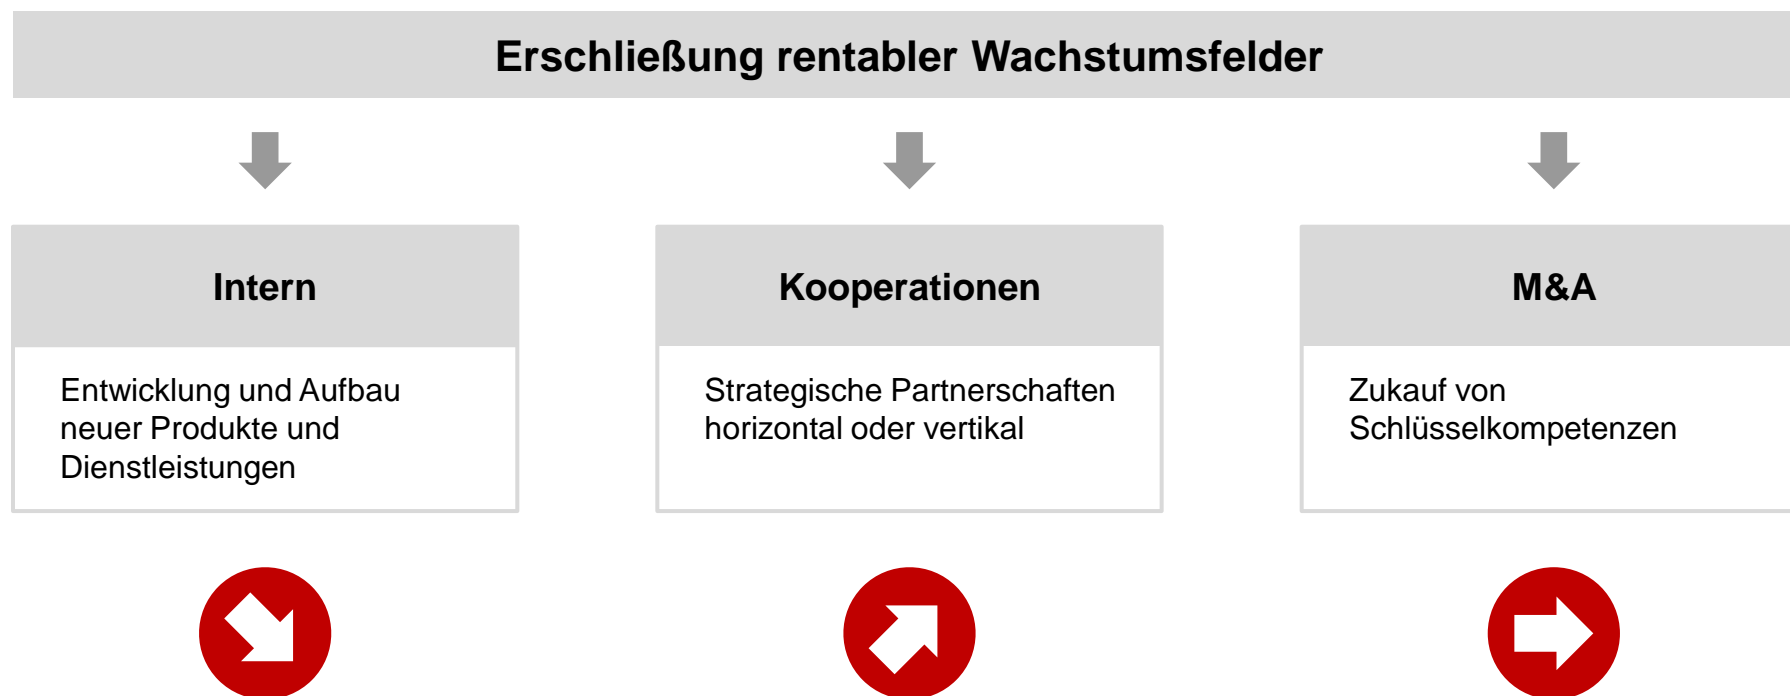 Erschließung rentabler Wachstumsfelder
Intern
Entwicklung und Aufbau
neuer Produkte und
Dienstleistungen
Kooperationen
Strategische Partnerschaften
horizontal oder vertikal
M&A
Zukauf von
Schlüsselkompetenzen